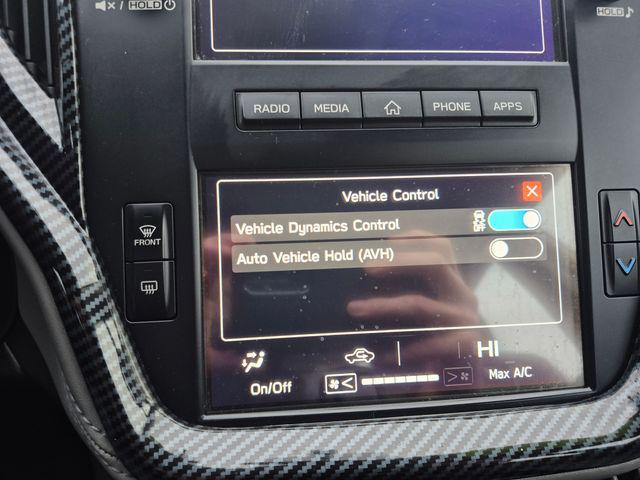 / HOLD
HOLD
RADIO MEDIA PHONE APPS
Vehicle Control
Vehicle Dynamics Control OFF
Auto Vehicle Hold (AVH)
FRONT
HI
On/Off
Max A/C